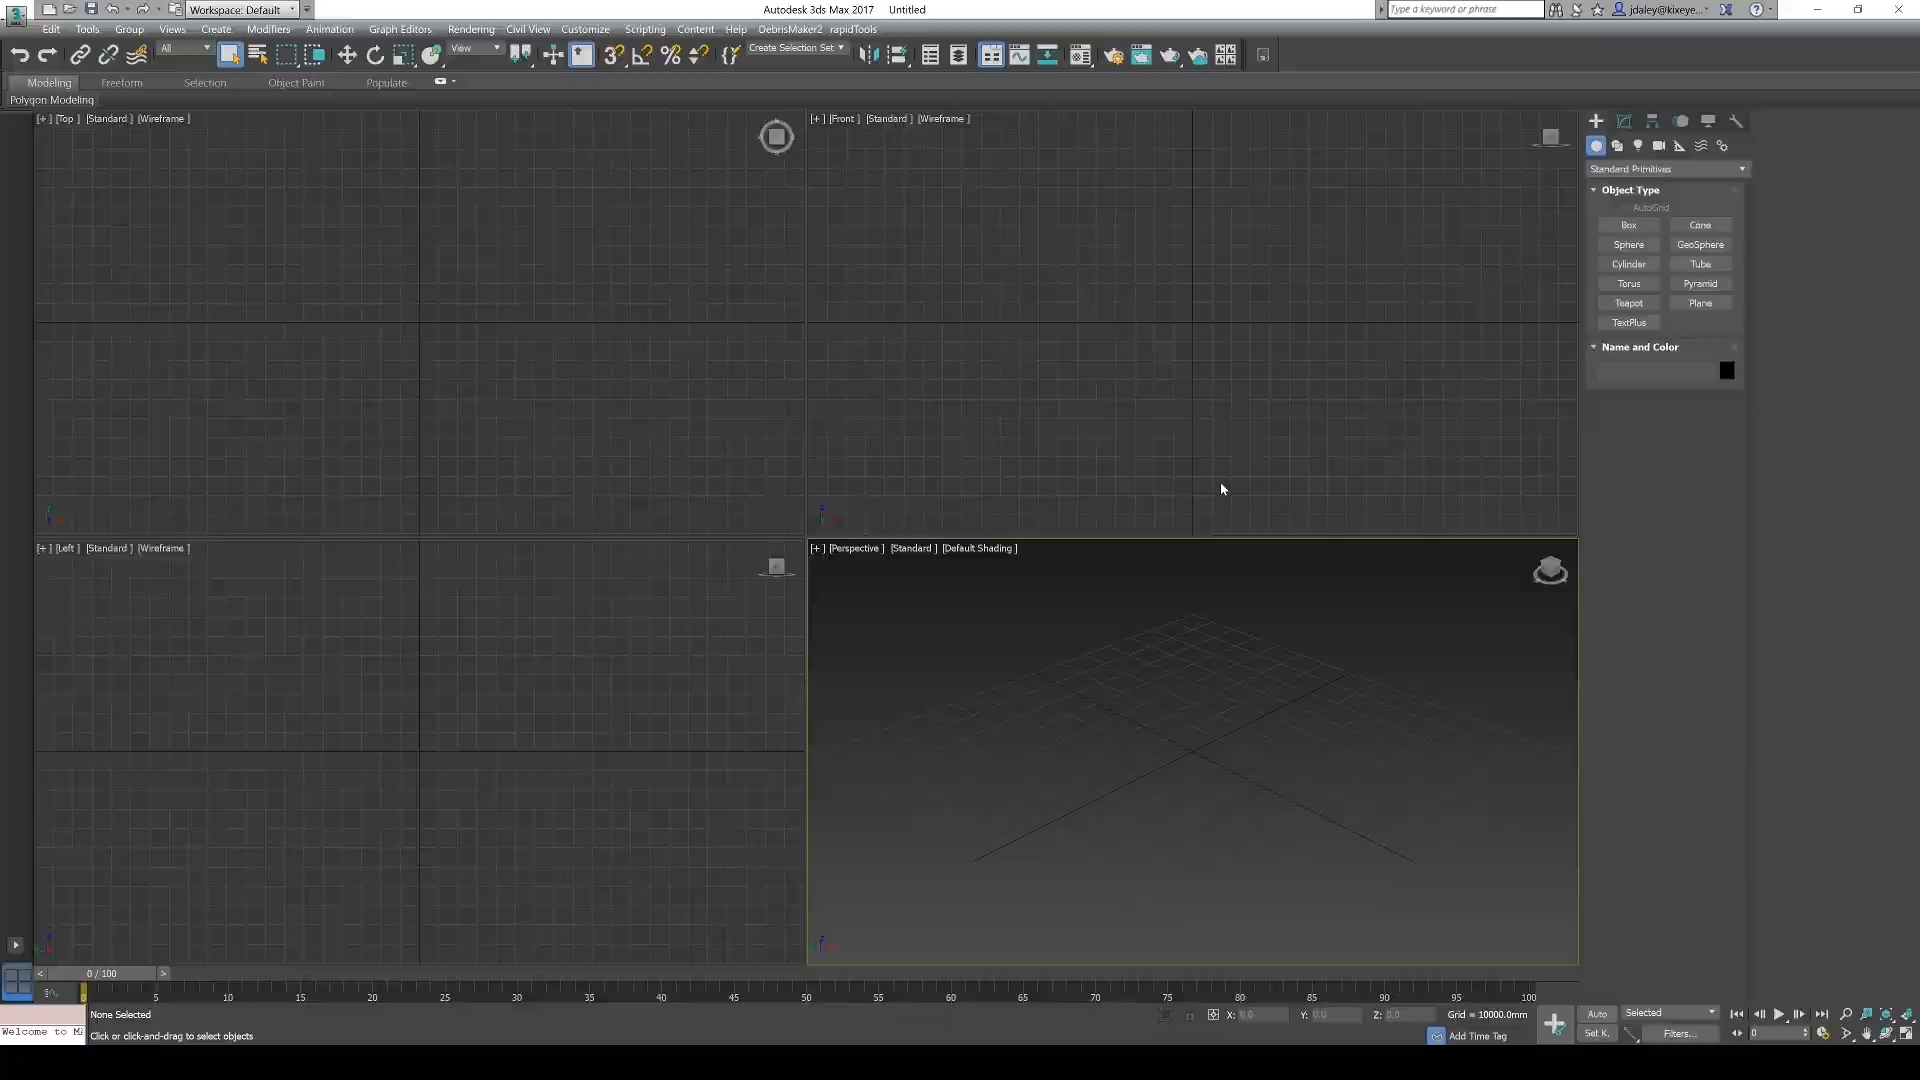 Workspace: Default
Autodesk 3ds Max 2017 Untitled
Type a keyword or phrase
jdaley@kixeye...
Edit Tools Group Views Create Modifiers Animation Graph Editors Rendering Civil View Customize Scripting Content Help DebrisMaker2 rapidTools
All
View
Create Selection Set
Modeling Freeform Selection Object Paint Populate
Polygon Modeling
[+] [Top] [Standard] [Wireframe]
[+] [Front] [Standard] [Wireframe]
Standard Primitives
Object Type
AutoGrid
Box Cone
Sphere GeoSphere
Cylinder Tube
Torus Pyramid
Teapot Plane
TextPlus
Name and Color
[+] [Left] [Standard] [Wireframe]
[+] [Perspective] [Standard] [Default Shading]
0 / 100
0 5 10 15 20 25 30 35 40 45 50 55 60 65 70 75 80 85 90 95 100
None Selected
X: 0.0 Y: 0.0 Z: 0.0 Grid = 10000.0mm
Auto Selected
Welcome to M
Click or click-and-drag to select objects
Add Time Tag
Set K. Filters... 0